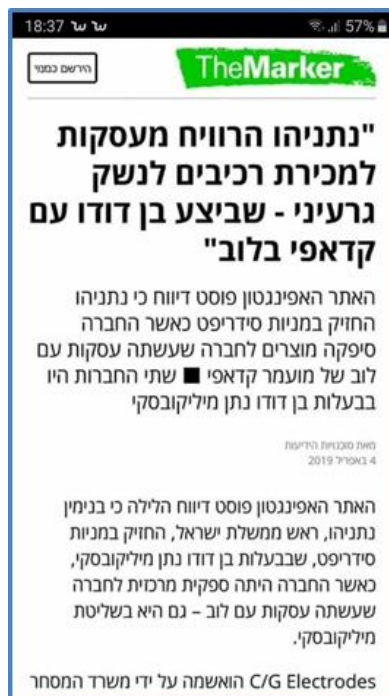 18:37 57%
TheMarker
הירשם כמנוי
"נתניהו הרוויח מעסקות
למכירת רכיבים לנשק
גרעיני - שביצע בן דודו עם
קדאפי בלוב"
האתר האפינגטון פוסט דיווח כי נתניהו
החזיק במניות סידריפט כאשר החברה
סיפקה מוצרים לחברה שעשתה עסקות עם
לוב של מועמר קדאפי ■ שתי החברות היו
בבעלות בן דודו נתן מיליקובסקי
מאת סוכנויות הידיעות
4 באפריל 2019
האתר האפינגטון פוסט דיווח הלילה כי בנימין
נתניהו, ראש ממשלת ישראל, החזיק במניות
סידריפט, שבבעלות בן דודו נתן מיליקובסקי,
כאשר החברה היתה ספקית מרכזית לחברה
שעשתה עסקות עם לוב – גם היא בשליטת
מיליקובסקי.
C/G Electrodes הואשמה על ידי משרד המסחר